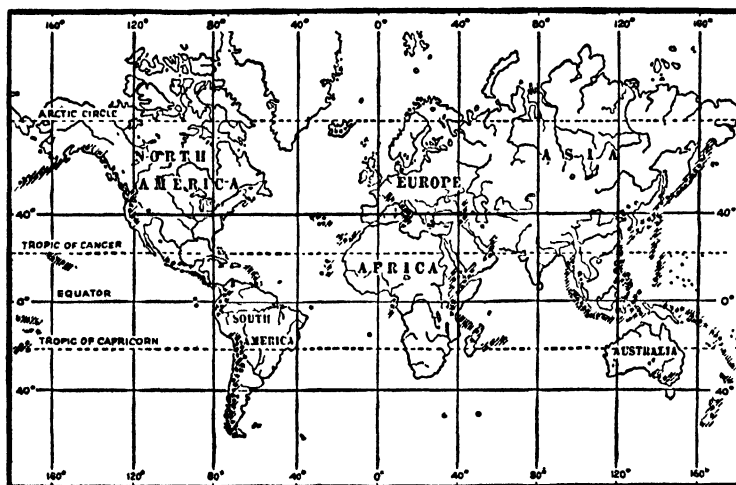 160° 120° 80° 40° 0° 40° 80° 120° 160°
ARCTIC CIRCLE
NORTH
AMERICA
EUROPE
ASIA
40° 40°
TROPIC OF CANCER
AFRICA
EQUATOR
0° 0°
SOUTH
AMERICA
TROPIC OF CAPRICORN
AUSTRALIA
40° 40°
160° 120° 80° 40° 0° 40° 80° 120° 160°